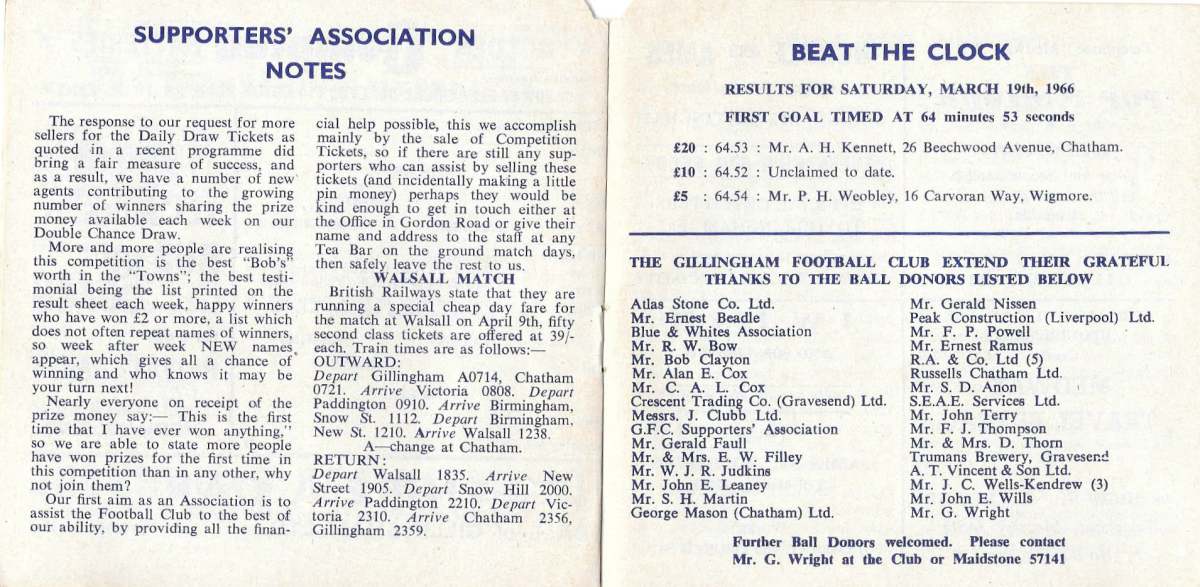 SUPPORTERS' ASSOCIATION
NOTES
The response to our request for more
sellers for the Daily Draw Tickets as
quoted in a recent programme did
bring a fair measure of success, and
as a result, we have a number of new
agents contributing to the growing
number of winners sharing the prize
money available each week on our
Double Chance Draw.
More and more people are realising
this competition is the best "Bob's"
worth in the "Towns"; the best testi-
monial being the list printed on the
result sheet each week, happy winners
who have won £2 or more, a list which
does not often repeat names of winners,
so week after week NEW names
appear, which gives all a chance of
winning and who knows it may be
your turn next!
Nearly everyone on receipt of the
prize money say:— This is the first
time that I have ever won anything,"
so we are able to state more people
have won prizes for the first time in
this competition than in any other, why
not join them?
Our first aim as an Association is to
assist the Football Club to the best of
our ability, by providing all the finan-
cial help possible, this we accomplish
mainly by the sale of Competition
Tickets, so if there are still any sup-
porters who can assist by selling these
tickets (and incidentally making a little
pin money) perhaps they would be
kind enough to get in touch either at
the Office in Gordon Road or give their
name and address to the staff at any
Tea Bar on the ground match days,
then safely leave the rest to us.
WALSALL MATCH
British Railways state that they are
running a special cheap day fare for
the match at Walsall on April 9th, fifty
second class tickets are offered at 39/-
each. Train times are as follows:—
OUTWARD:
Depart Gillingham A0714, Chatham
0721. Arrive Victoria 0808. Depart
Paddington 0910. Arrive Birmingham,
Snow St. 1112. Depart Birmingham,
New St. 1210. Arrive Walsall 1238.
A—change at Chatham.
RETURN:
Depart Walsall 1835. Arrive New
Street 1905. Depart Snow Hill 2000.
Arrive Paddington 2210. Depart Vic-
toria 2310. Arrive Chatham 2356,
Gillingham 2359.
BEAT THE CLOCK
RESULTS FOR SATURDAY, MARCH 19th, 1966
FIRST GOAL TIMED AT 64 minutes 53 seconds
£20 : 64.53 : Mr. A. H. Kennett, 26 Beechwood Avenue, Chatham.
£10 : 64.52 : Unclaimed to date.
£5 : 64.54 : Mr. P. H. Weobley, 16 Carvoran Way, Wigmore.
THE GILLINGHAM FOOTBALL CLUB EXTEND THEIR GRATEFUL
THANKS TO THE BALL DONORS LISTED BELOW
Atlas Stone Co. Ltd.
Mr. Ernest Beadle
Blue & Whites Association
Mr. R. W. Bow
Mr. Bob Clayton
Mr. Alan E. Cox
Mr. C. A. L. Cox
Crescent Trading Co. (Gravesend) Ltd.
Messrs. J. Clubb Ltd.
G.F.C. Supporters' Association
Mr. Gerald Faull
Mr. & Mrs. E. W. Filley
Mr. W. J. R. Judkins
Mr. John E. Leaney
Mr. S. H. Martin
George Mason (Chatham) Ltd.
Mr. Gerald Nissen
Peak Construction (Liverpool) Ltd.
Mr. F. P. Powell
Mr. Ernest Ramus
R.A. & Co. Ltd (5)
Russells Chatham Ltd.
Mr. S. D. Anon
S.E.A.E. Services Ltd.
Mr. John Terry
Mr. F. J. Thompson
Mr. & Mrs. D. Thorn
Trumans Brewery, Gravesend
A. T. Vincent & Son Ltd.
Mr. J. C. Wells-Kendrew (3)
Mr. John E. Wills
Mr. G. Wright
Further Ball Donors welcomed. Please contact
Mr. G. Wright at the Club or Maidstone 57141